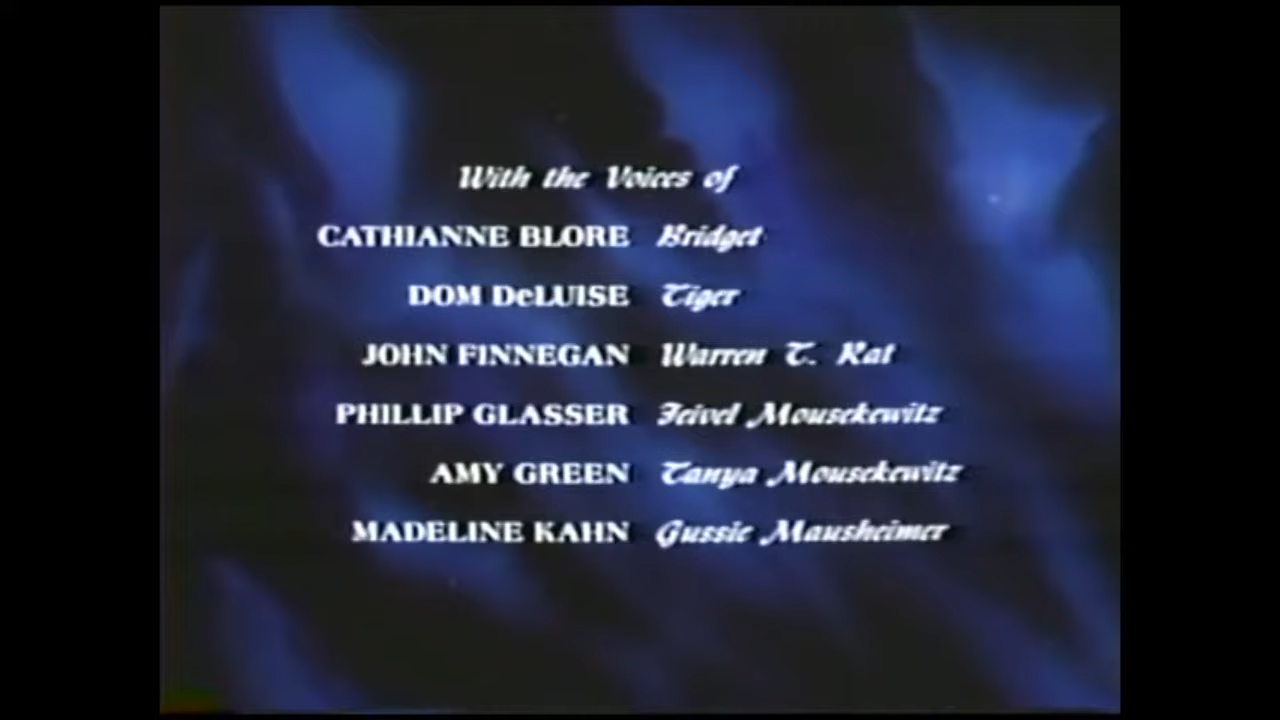 With the Voices of
CATHIANNE BLORE Bridget
DOM DeLUISE Tiger
JOHN FINNEGAN Warren T. Rat
PHILLIP GLASSER Feivel Mousekewitz
AMY GREEN Tanya Mousekewitz
MADELINE KAHN Gussie Mausheimer